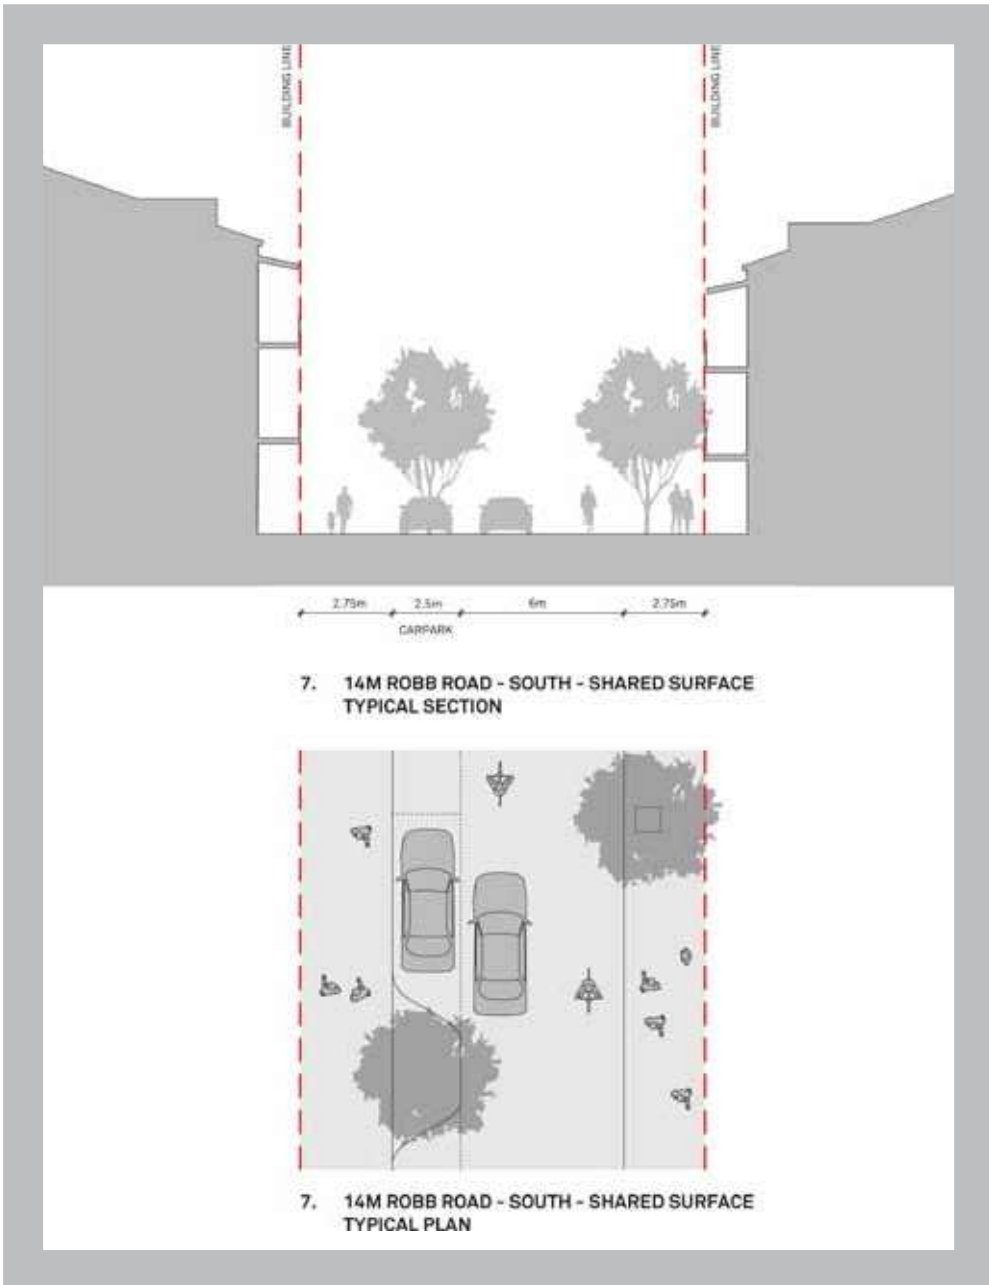 BUILDING LINE
BUILDING LINE
2.75m 2.5m 6m 2.75m
CARPARK
7. 14M ROBB ROAD - SOUTH - SHARED SURFACE
TYPICAL SECTION
7. 14M ROBB ROAD - SOUTH - SHARED SURFACE
TYPICAL PLAN